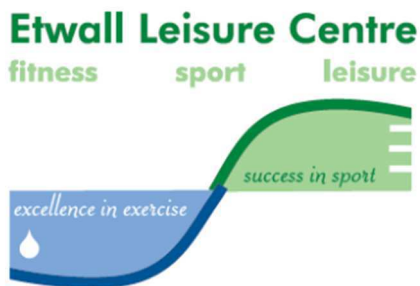 Etwall Leisure Centre
fitness sport leisure
success in sport
excellence in exercise